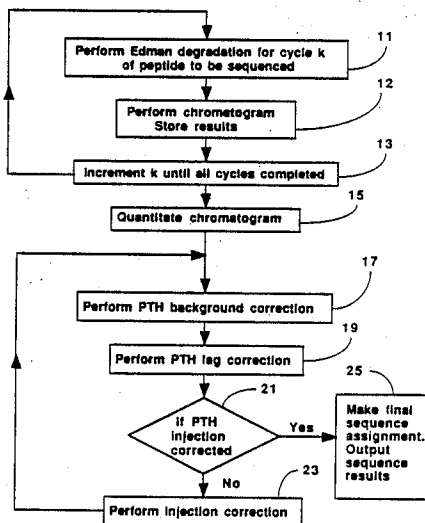 11
Perform Edman degradation for cycle k
of peptide to be sequenced
12
Perform chromatogram
Store results
13
Increment k until all cycles completed
15
Quantitate chromatogram
17
Perform PTH background correction
19
Perform PTH lag correction
21
If PTH
injection
corrected
Yes
25
Make final
sequence
assignment.
Output
sequence
results
No
23
Perform injection correction